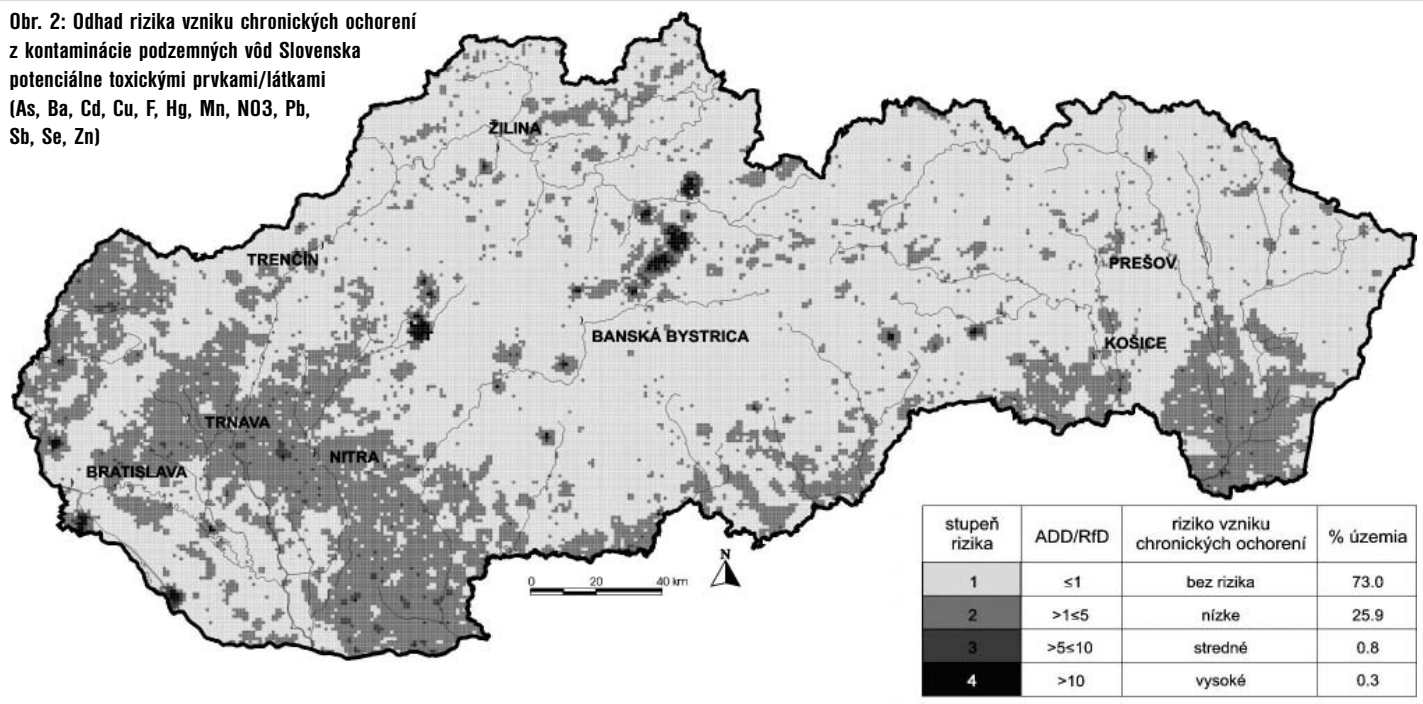 Obr. 2: Odhad rizika vzniku chronických ochorení
z kontaminácie podzemných vôd Slovenska
potenciálne toxickými prvkami/látkami
(As, Ba, Cd, Cu, F, Hg, Mn, NO3, Pb,
Sb, Se, Zn)
ŽILINA
TRENČÍN
PREŠOV
BANSKÁ BYSTRICA
KOŠICE
TRNAVA
NITRA
BRATISLAVA
N
0 20 40 km
stupeň rizika ADD/RfD riziko vzniku chronických ochorení % územia
1 ≤1 bez rizika 73.0
2 >1≤5 nízke 25.9
3 >5≤10 stredné 0.8
4 >10 vysoké 0.3